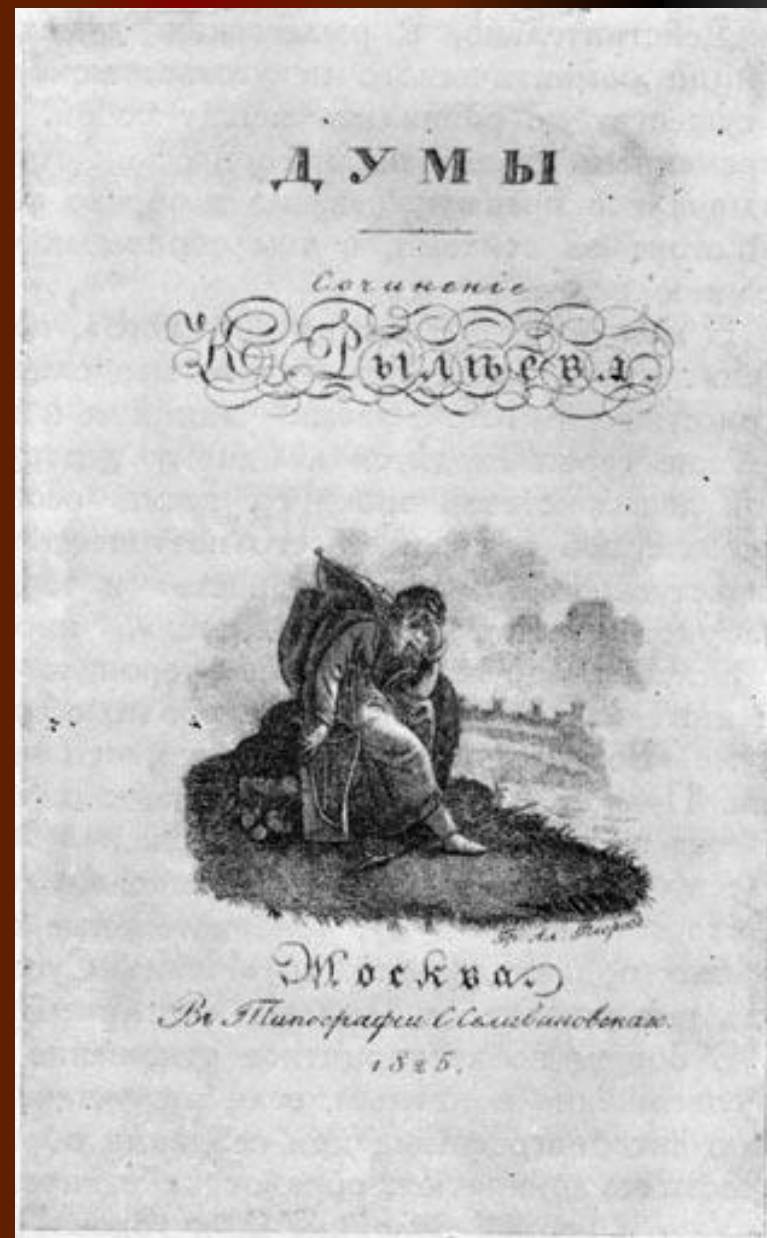 ДУМЫ
Сочиненіе
К. Рылѣева.
Москва
Въ Типографіи С. Селивановскаго.
1825.